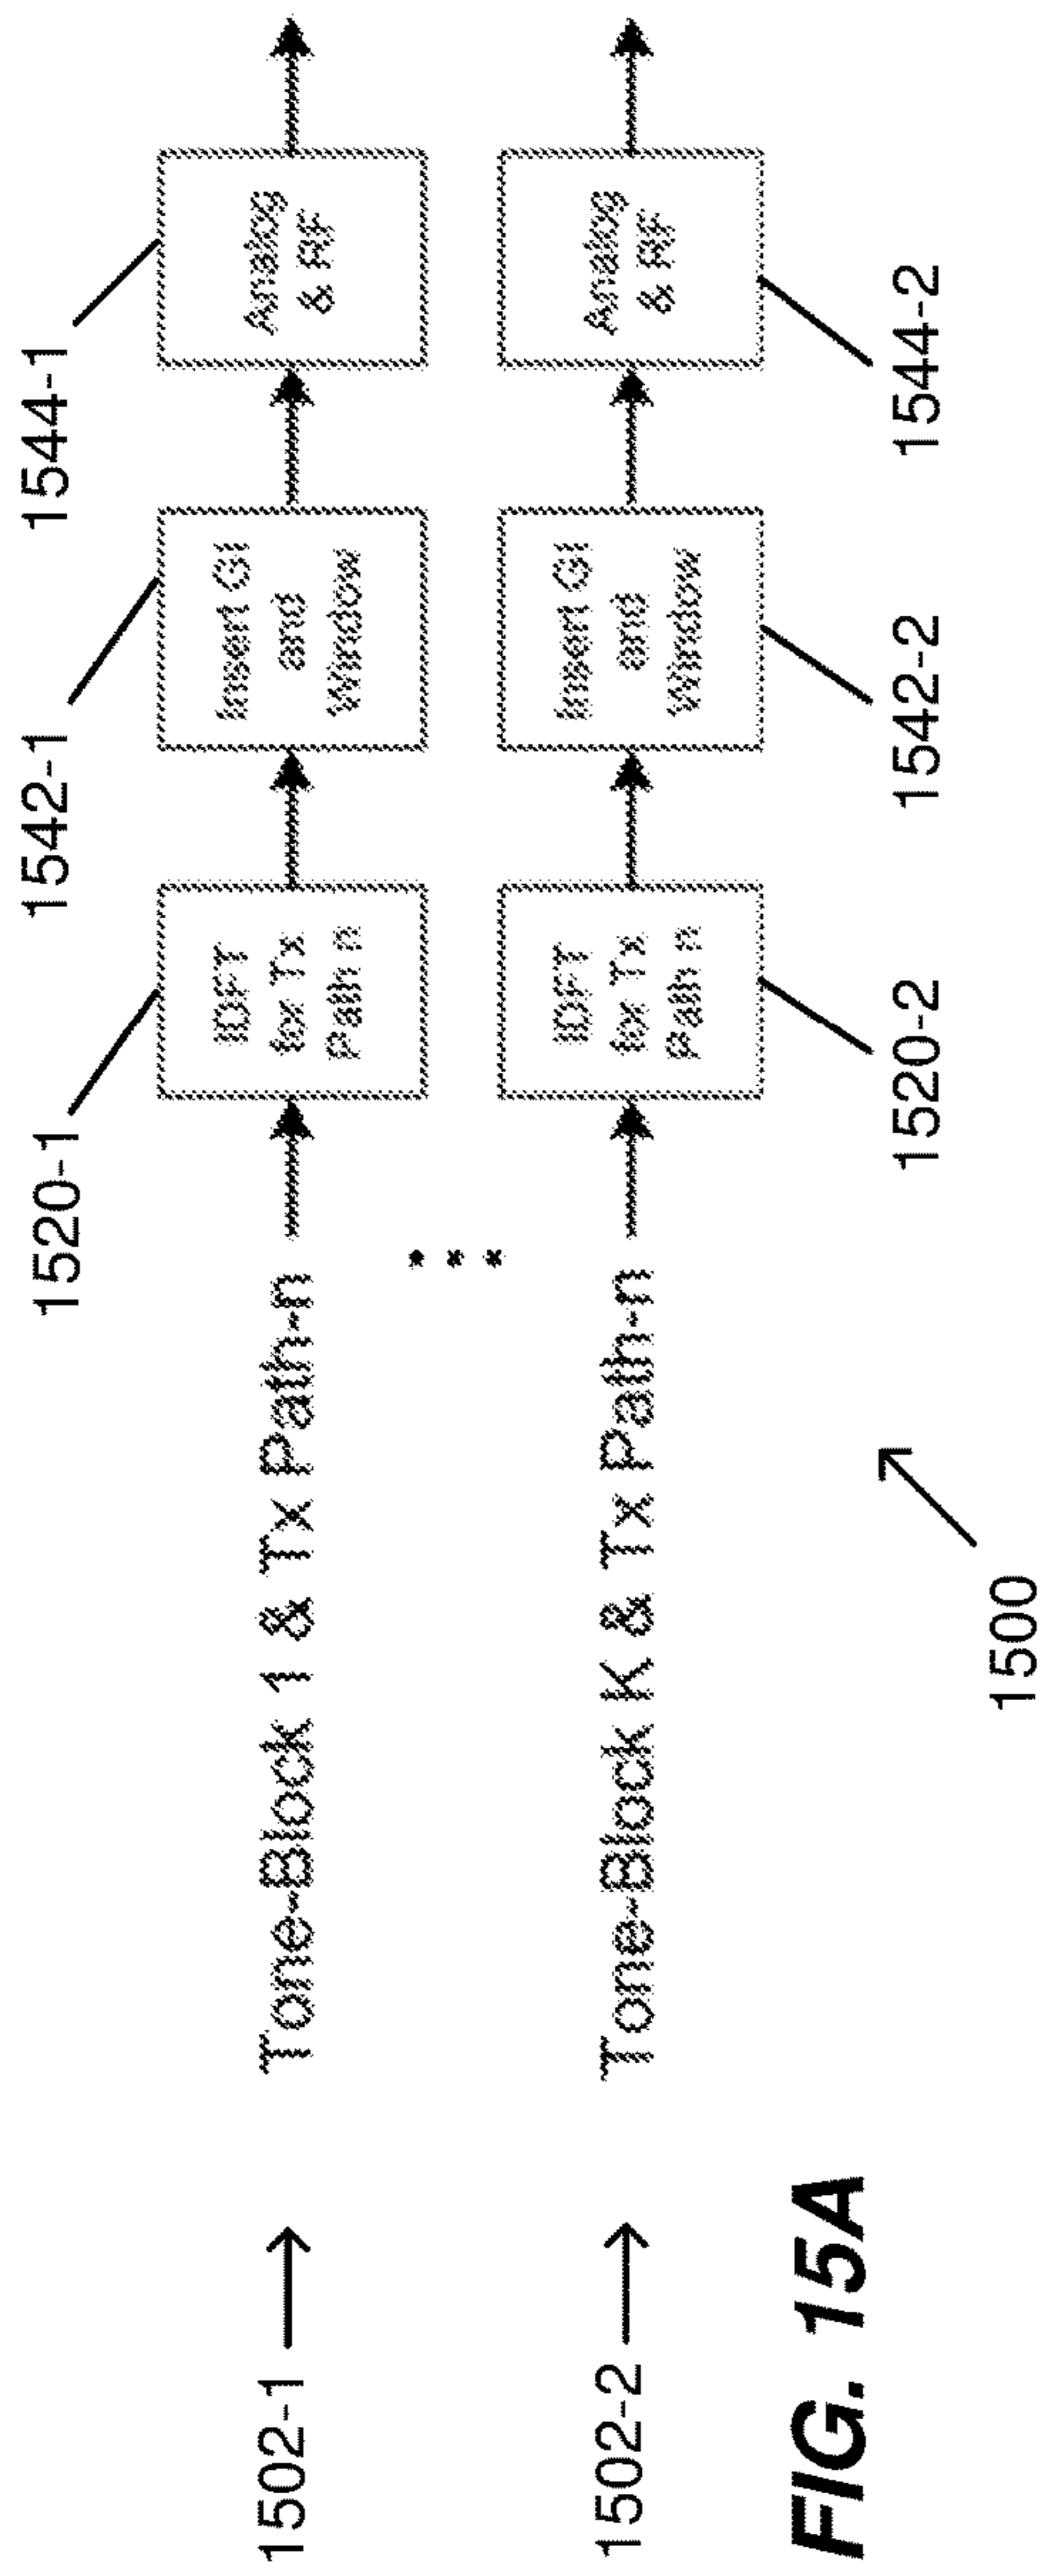 1520-1
1542-1
1544-1
1502-1
Tone-Block 1 & Tx Path-n
IDFT
for Tx
Path n
Insert GI
and
Window
Analog
& RF
1502-2
Tone-Block K & Tx Path-n
IDFT
for Tx
Path n
Insert GI
and
Window
Analog
& RF
1520-2
1542-2
1544-2
1500
FIG. 15A